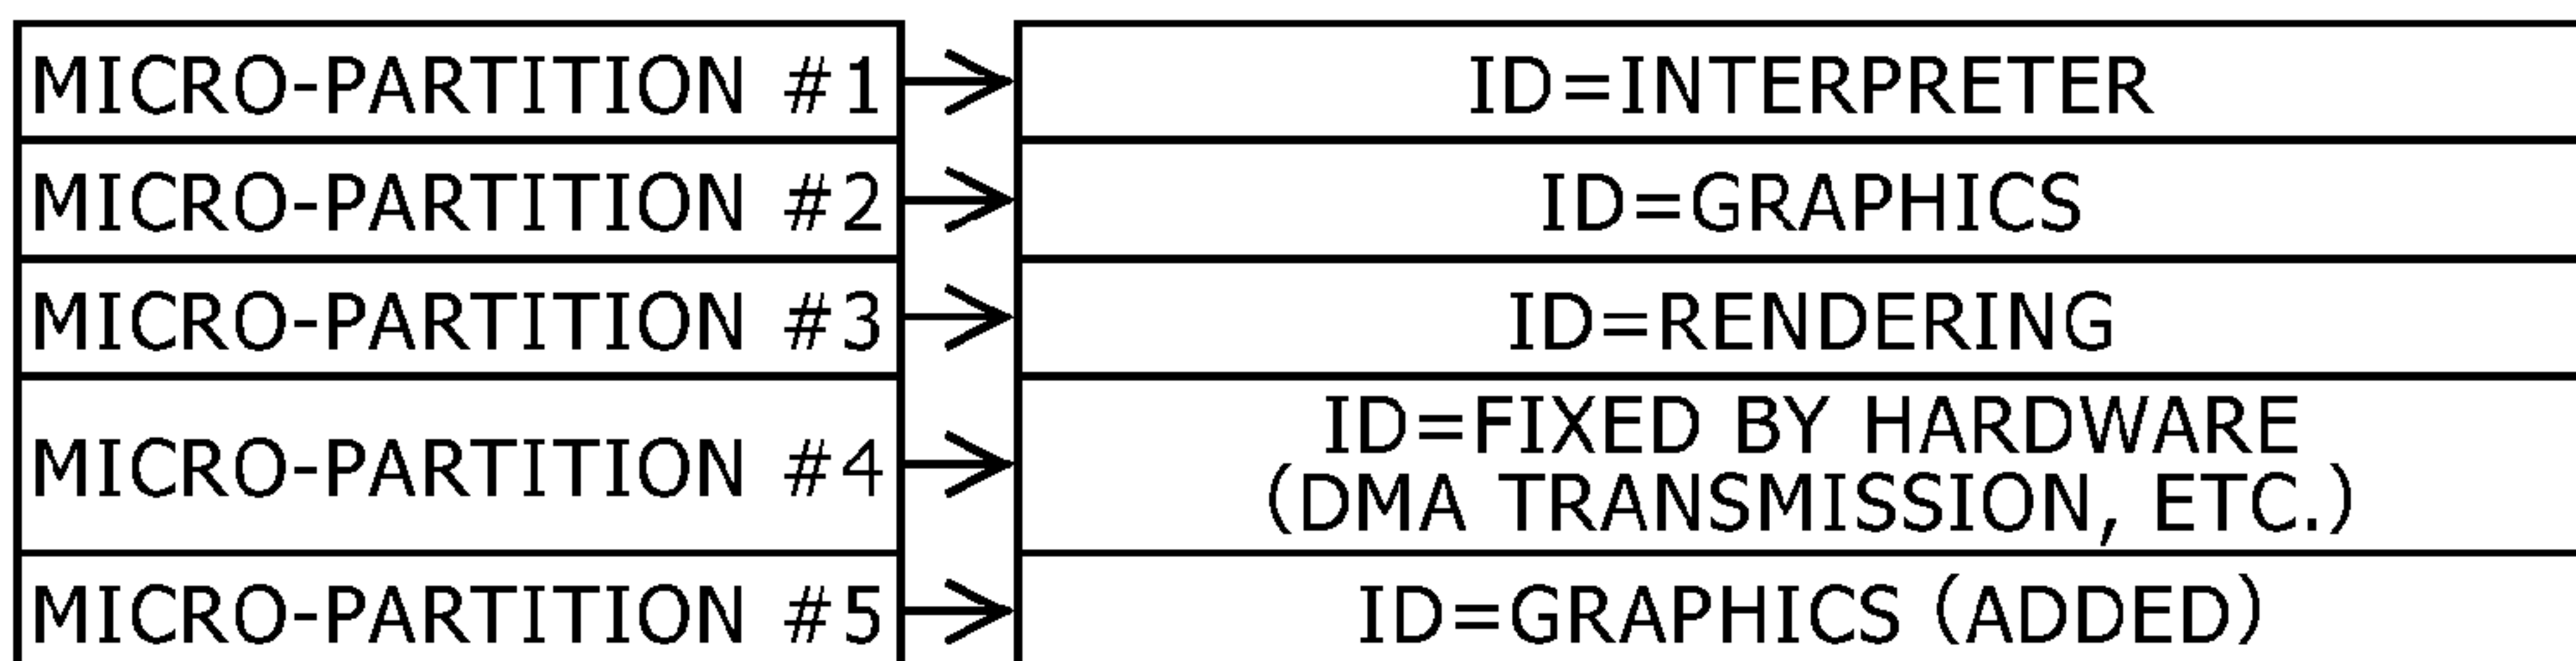 MICRO-PARTITION #1 ID=INTERPRETER
MICRO-PARTITION #2 ID=GRAPHICS
MICRO-PARTITION #3 ID=RENDERING
MICRO-PARTITION #4 ID=FIXED BY HARDWARE
(DMA TRANSMISSION, ETC.)
MICRO-PARTITION #5 ID=GRAPHICS (ADDED)